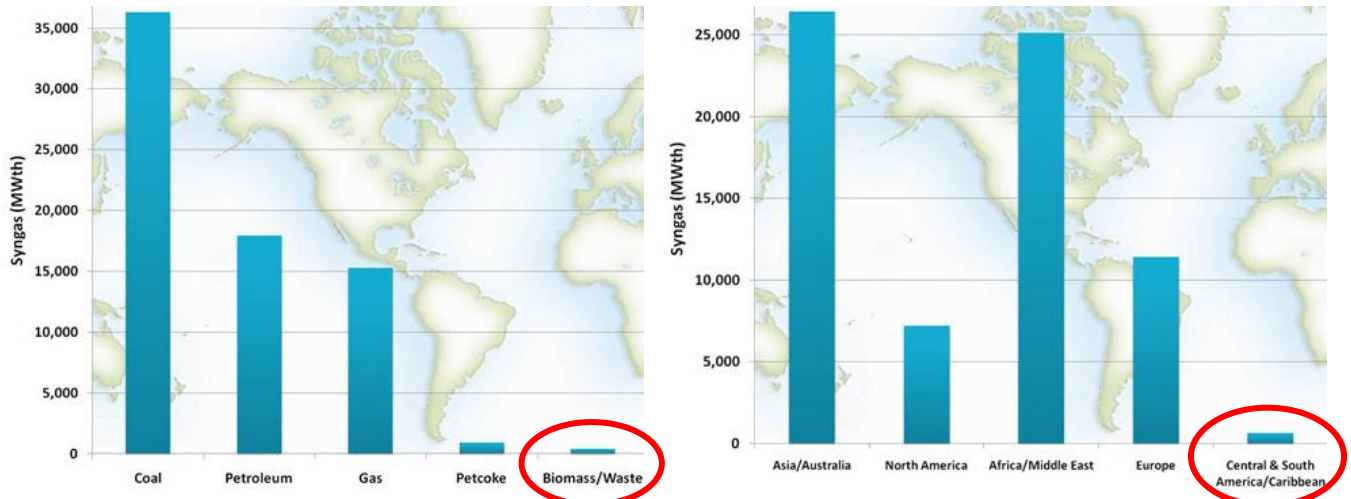 Syngas (MWth)
35,000
30,000
25,000
20,000
15,000
10,000
5,000
0
Coal
Petroleum
Gas
Petcoke
Biomass/Waste
Syngas (MWth)
25,000
20,000
15,000
10,000
5,000
0
Asia/Australia
North America
Africa/Middle East
Europe
Central & South
America/Caribbean